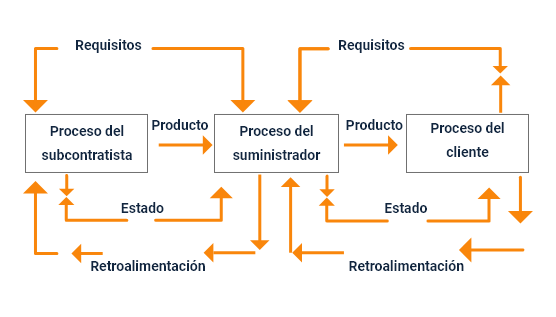 Requisitos
Requisitos
Proceso del
subcontratista
Producto
Proceso del
suministrador
Producto
Proceso del
cliente
Estado
Estado
Retroalimentación
Retroalimentación